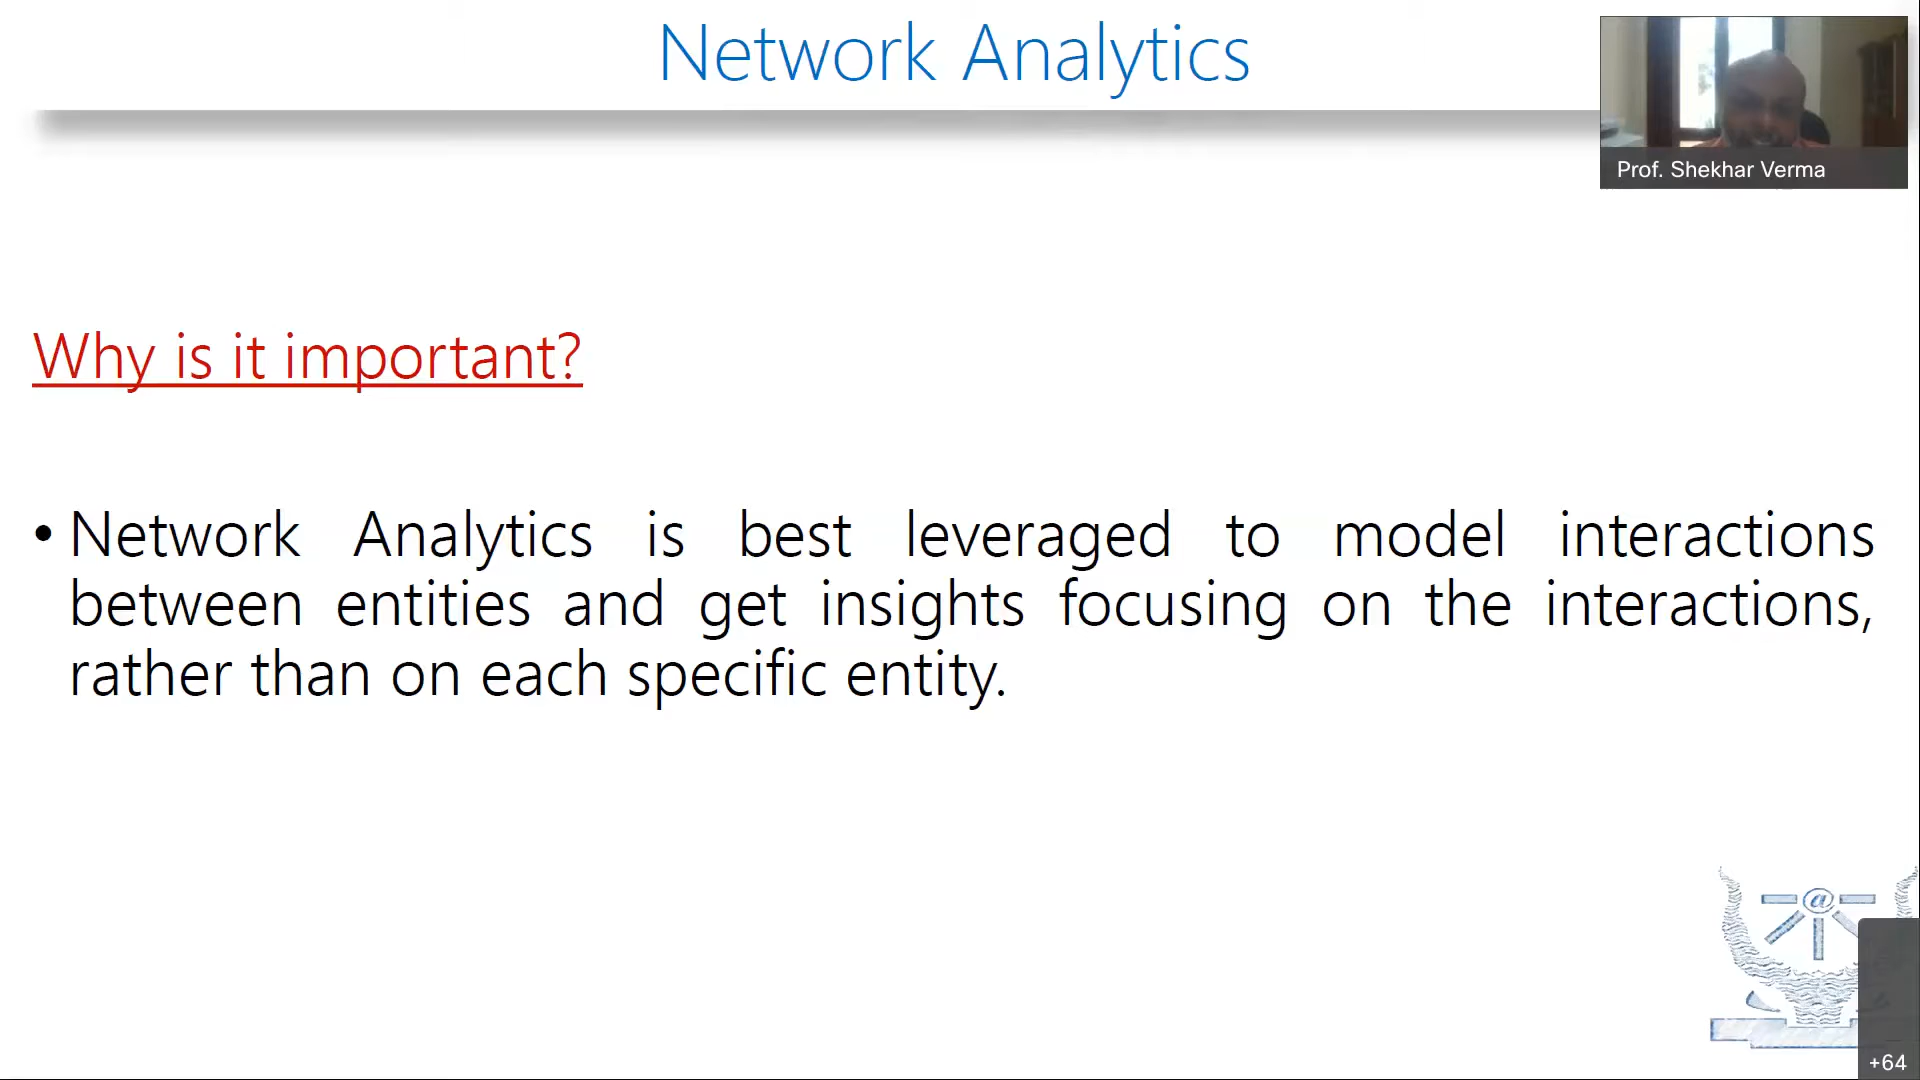 Network Analytics
Prof. Shekhar Verma
Why is it important?
• Network Analytics is best leveraged to model interactions
between entities and get insights focusing on the interactions,
rather than on each specific entity.
@
+64